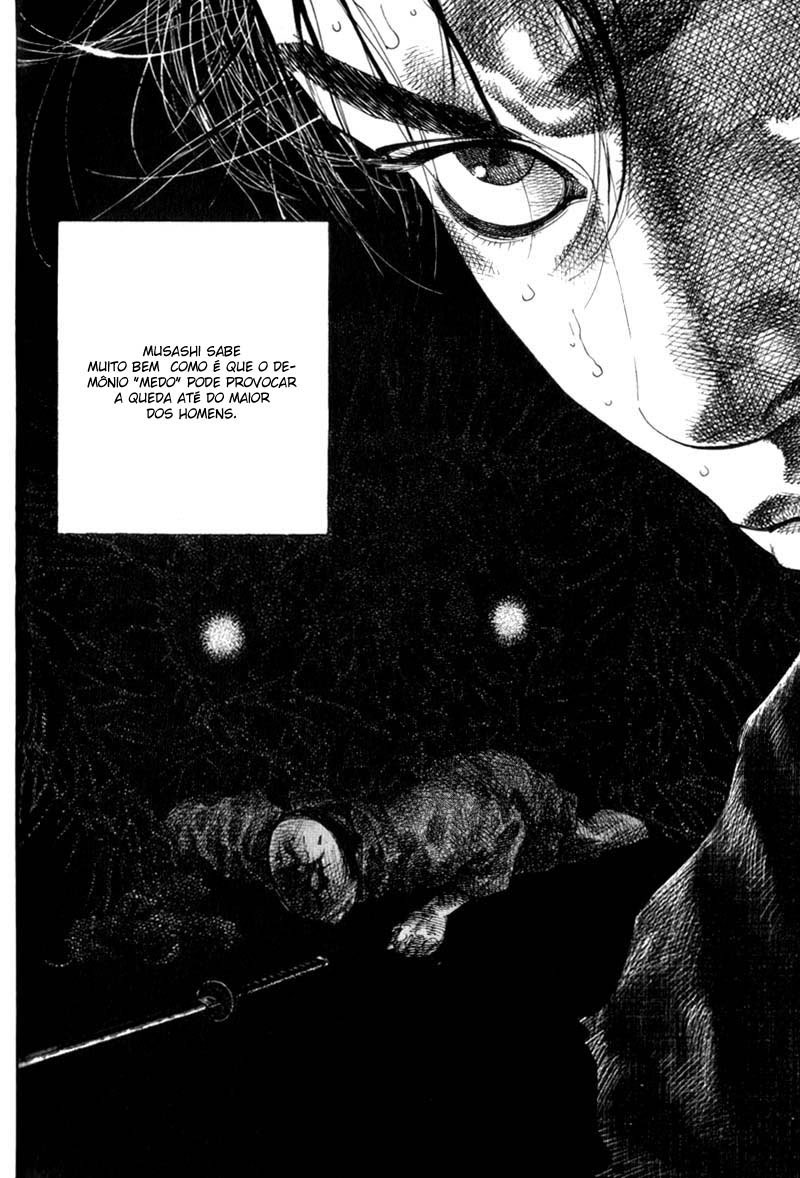 MUSASHI SABE
MUITO BEM COMO É QUE O DE-
MÔNIO "MEDO" PODE PROVOCAR
A QUEDA ATÉ DO MAIOR
DOS HOMENS.